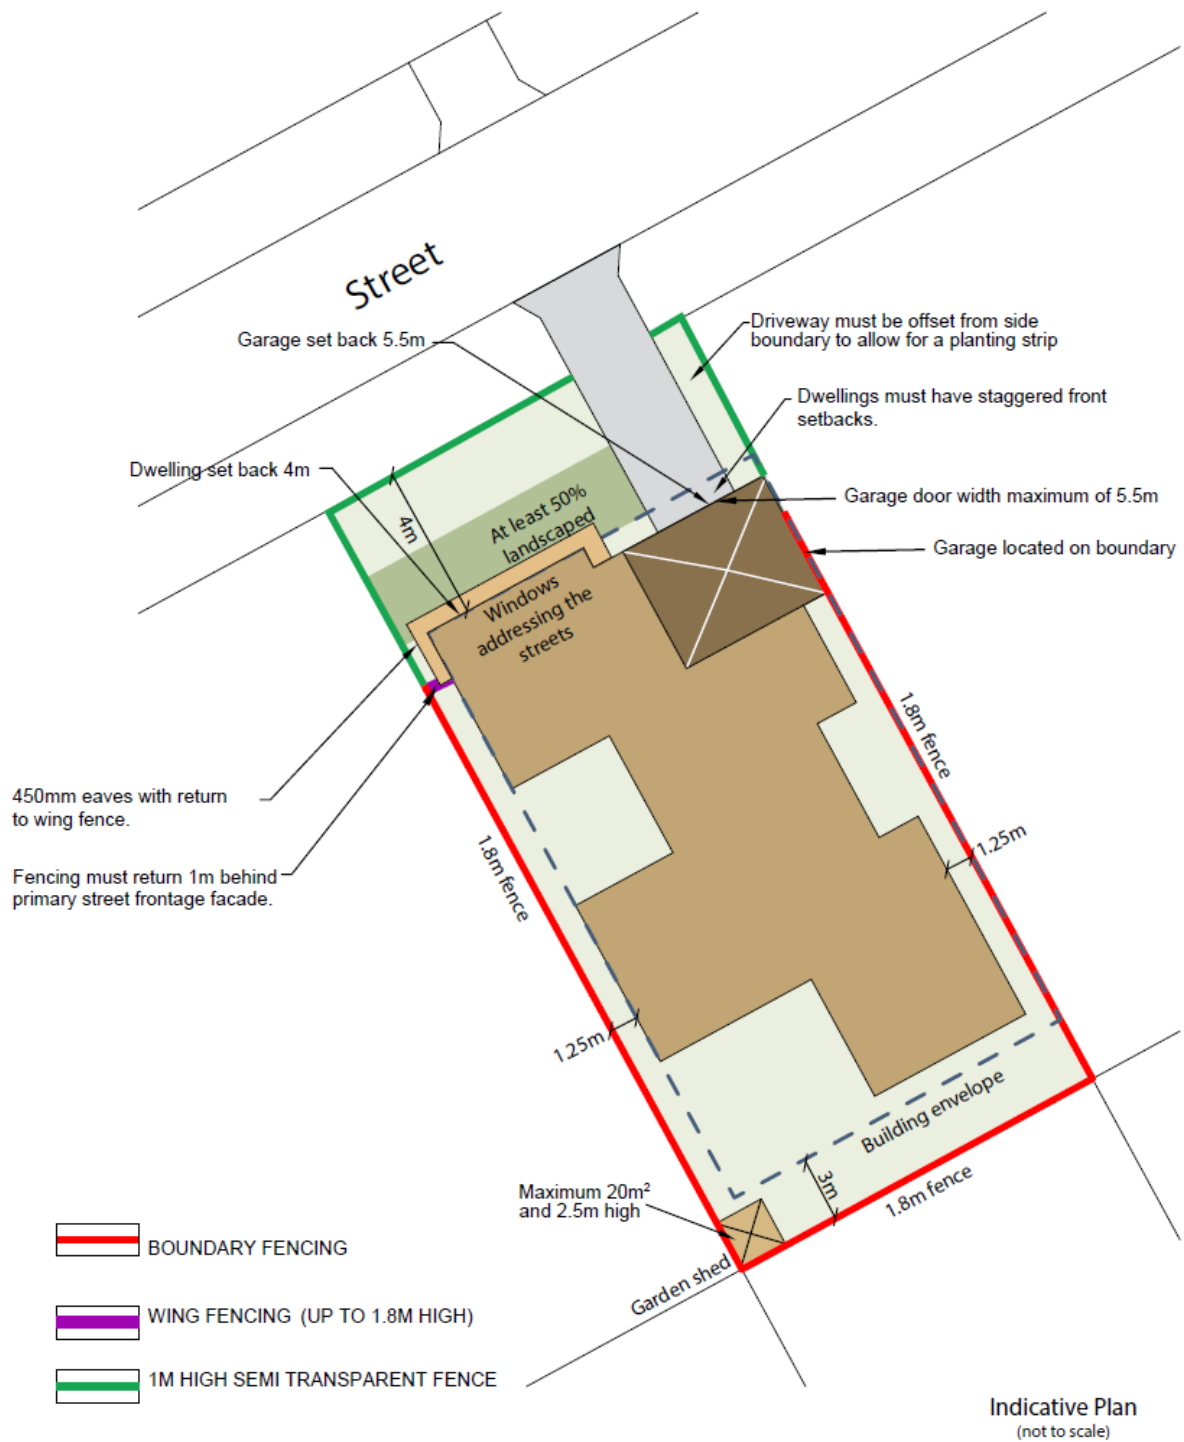 Street
Garage set back 5.5m
Driveway must be offset from side
boundary to allow for a planting strip
Dwellings must have staggered front
setbacks.
Dwelling set back 4m
4m
At least 50%
landscaped
Garage door width maximum of 5.5m
Garage located on boundary
Windows
addressing the
streets
450mm eaves with return
to wing fence.
Fencing must return 1m behind
primary street frontage facade.
1.8m fence
1.8m fence
1.25m
1.25m
Building envelope
3m
1.8m fence
Maximum 20m²
and 2.5m high
Garden shed
BOUNDARY FENCING
WING FENCING (UP TO 1.8M HIGH)
1M HIGH SEMI TRANSPARENT FENCE
Indicative Plan
(not to scale)